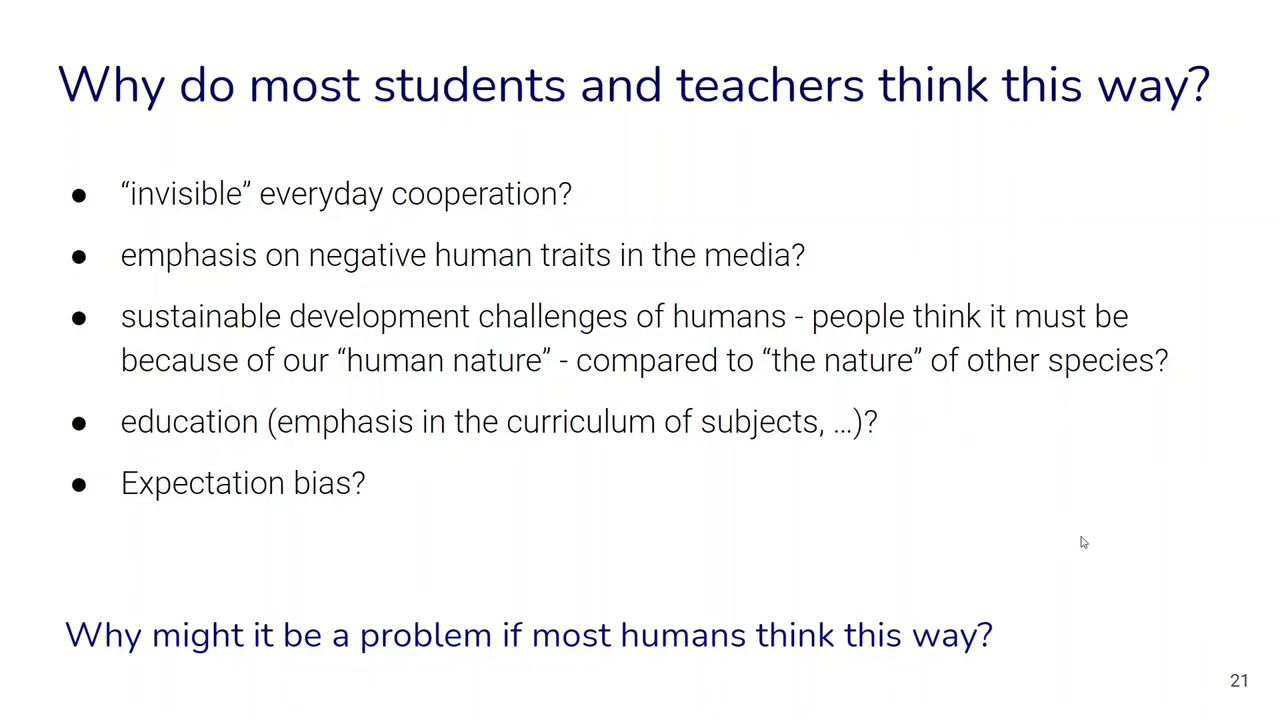 Why do most students and teachers think this way?
● “invisible” everyday cooperation?
● emphasis on negative human traits in the media?
● sustainable development challenges of humans - people think it must be
because of our “human nature” - compared to “the nature” of other species?
● education (emphasis in the curriculum of subjects, ...)?
● Expectation bias?
Why might it be a problem if most humans think this way?
21